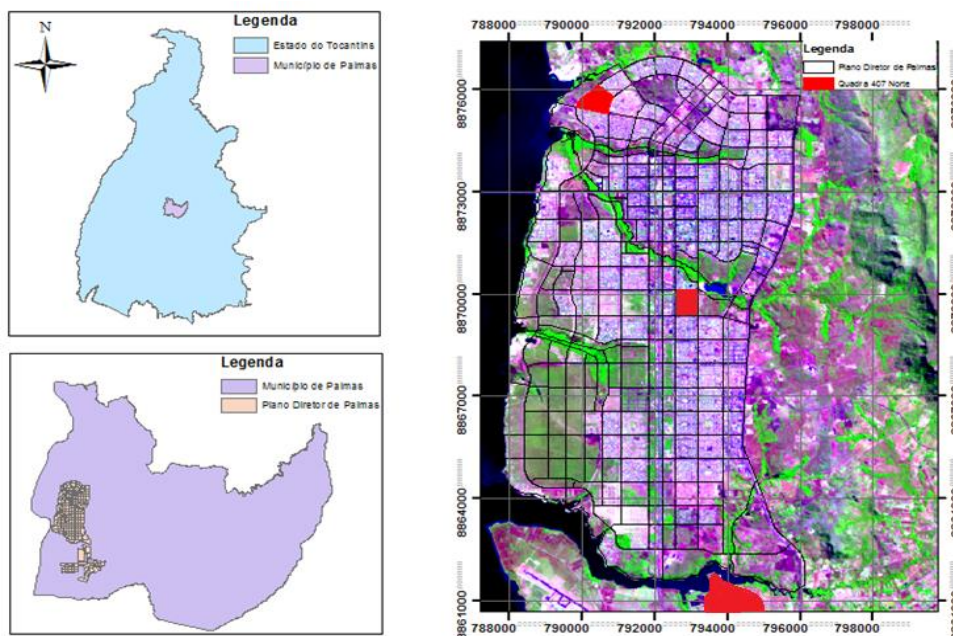 N
Legenda
Estado do Tocantins
Município de Palmas
Legenda
Município de Palmas
Plano Diretor de Palmas
788000 790000 792000 794000 796000 798000
Legenda
Plano Diretor de Palmas
Quadra 407 Norte
8876000
8873000
8870000
8867000
8864000
8861000
788000 790000 792000 794000 796000 798000